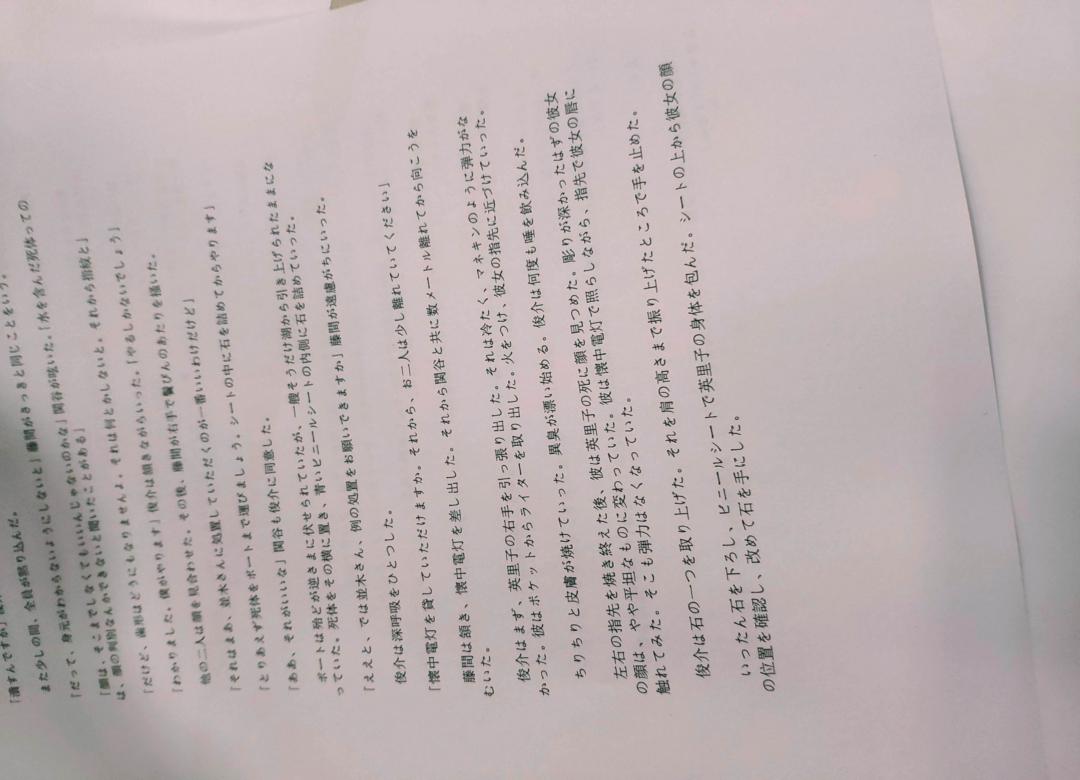 「潰すんですか」
また少しの間、全員が黙り込んだ。
「だって、身元がわからないようにしないと」藤間がさっきと同じことをいう。
「顔は、そこまでしなくてもいいんじゃないのかな」関谷が呟いた。「水を含んだ死体っての
は、顔の判別なんかできないと聞いたことがある」
「だけど、歯形はどうにもなりませんよ。それは何とかしないと。それから指紋と」
「わかりました。僕がやります」俊介は頷きながらいった。「やるしかないでしょう」
他の二人は顔を見合わせた。その後、藤間が右手で鬢びんのあたりを掻いた。
「それはまあ、並木さんに処置していただくのが一番いいわけだけど」
「とりあえず死体をボートまで運びましょう。シートの中に石を詰めてからやります」
「ああ、それがいいな」関谷も俊介に同意した。
ボートは殆どが逆さまに伏せられていたが、一艘そうだけ湖から引き上げられたままにな
っていた。死体をその横に置き、青いビニールシートの内側に石を詰めていった。
「ええと、では並木さん、例の処置をお願いできますか」藤間が遠慮がちにいった。
俊介は深呼吸をひとつした。
「懐中電灯を貸していただけますか。それから、お二人は少し離れていてください」
藤間は頷き、懐中電灯を差し出した。それから関谷と共に数メートル離れてから向こうを
むいた。
俊介はまず、英里子の右手を引っ張り出した。それは冷たく、マネキンのように弾力がな
かった。彼はポケットからライターを取り出した。火をつけ、彼女の指先に近づけていった。
ちりちりと皮膚が焼けていった。異臭が漂い始める。俊介は何度も唾を飲み込んだ。
左右の指先を焼き終えた後、彼は英里子の死に顔を見つめた。彫りが深かったはずの彼女
の顔は、やや平坦なものに変わっていた。彼は懐中電灯で照らしながら、指先で彼女の唇に
触れてみた。そこも弾力はなくなっていた。
俊介は石の一つを取り上げた。それを肩の高さまで振り上げたところで手を止めた。
いったん石を下ろし、ビニールシートで英里子の身体を包んだ。シートの上から彼女の顔
の位置を確認し、改めて石を手にした。